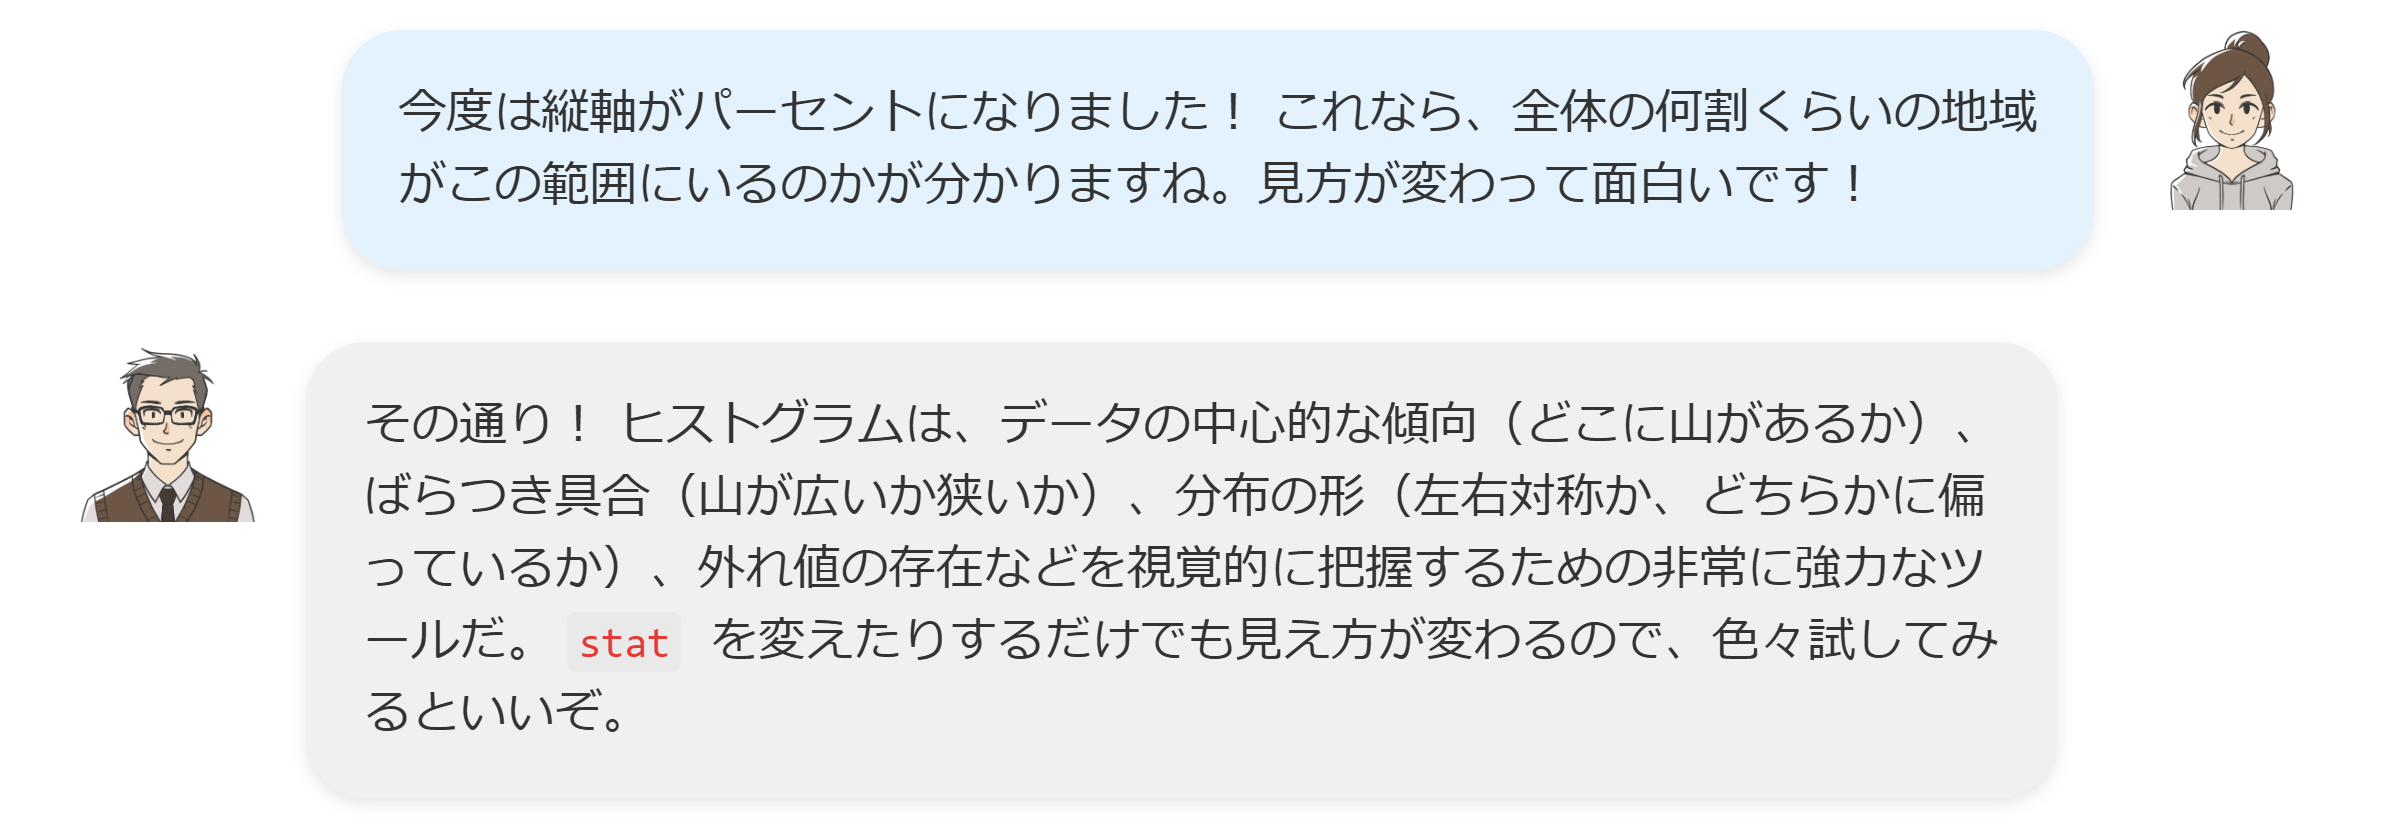 今度は縦軸がパーセントになりました！ これなら、全体の何割くらいの地域
がこの範囲にいるのかが分かりますね。見方が変わって面白いです！
その通り！ ヒストグラムは、データの中心的な傾向（どこに山があるか）、
ばらつき具合（山が広いか狭いか）、分布の形（左右対称か、どちらかに偏
っているか）、外れ値の存在などを視覚的に把握するための非常に強力なツ
ールだ。 stat を変えたりするだけでも見え方が変わるので、色々試してみ
るといいぞ。